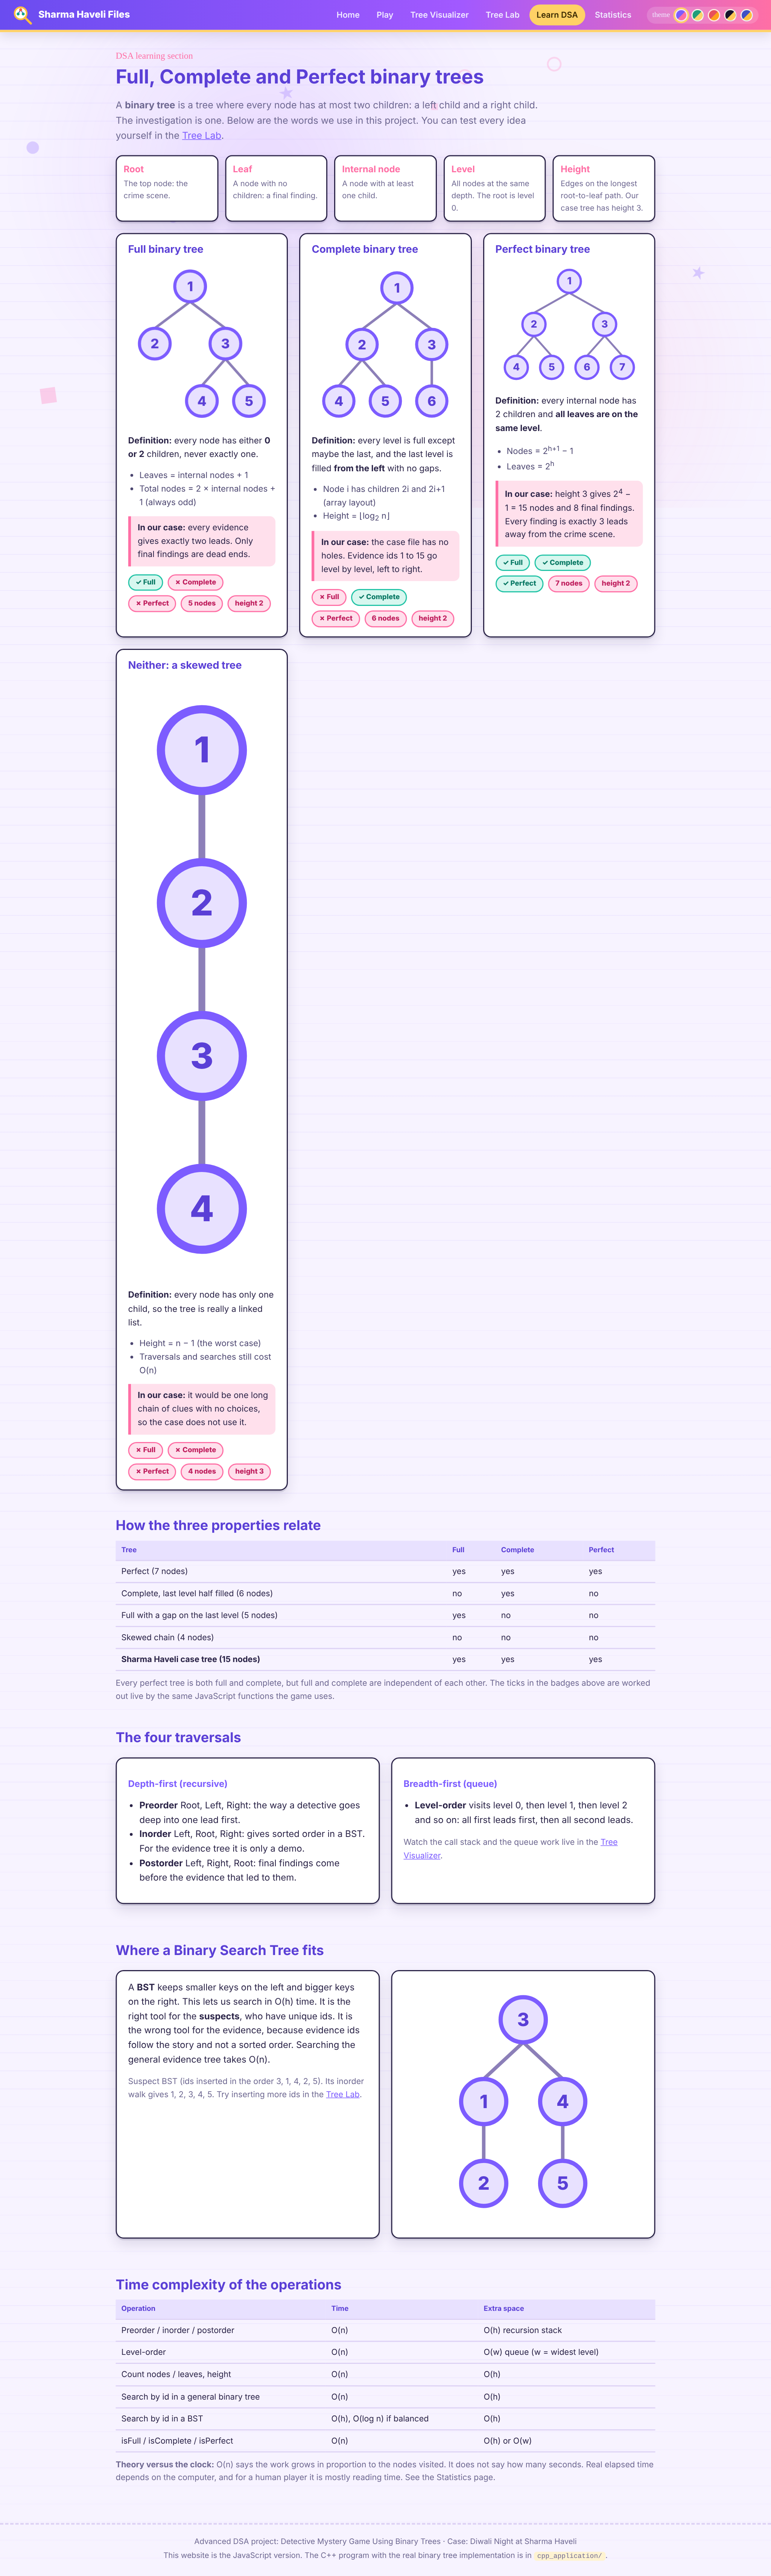 Sharma Haveli Files
Home Play Tree Visualizer Tree Lab Learn DSA Statistics theme
DSA learning section
Full, Complete and Perfect binary trees
A binary tree is a tree where every node has at most two children: a left child and a right child.
The investigation is one. Below are the words we use in this project. You can test every idea
yourself in the Tree Lab.
Root
The top node: the
crime scene.
Leaf
A node with no
children: a final finding.
Internal node
A node with at least
one child.
Level
All nodes at the same
depth. The root is level
0.
Height
Edges on the longest
root-to-leaf path. Our
case tree has height 3.
Full binary tree
1
2 3
4 5
Definition: every node has either 0
or 2 children, never exactly one.
• Leaves = internal nodes + 1
• Total nodes = 2 × internal nodes +
1 (always odd)
In our case: every evidence
gives exactly two leads. Only
final findings are dead ends.
✓ Full × Complete
× Perfect 5 nodes height 2
Complete binary tree
1
2 3
4 5 6
Definition: every level is full except
maybe the last, and the last level is
filled from the left with no gaps.
• Node i has children 2i and 2i+1
(array layout)
• Height = ⌊log₂ n⌋
In our case: the case file has no
holes. Evidence ids 1 to 15 go
level by level, left to right.
× Full ✓ Complete
× Perfect 6 nodes height 2
Perfect binary tree
1
2 3
4 5 6 7
Definition: every internal node has
2 children and all leaves are on the
same level.
• Nodes = 2^(h+1) − 1
• Leaves = 2^h
In our case: height 3 gives 2⁴ −
1 = 15 nodes and 8 final findings.
Every finding is exactly 3 leads
away from the crime scene.
✓ Full ✓ Complete
✓ Perfect 7 nodes height 2
Neither: a skewed tree
1
2
3
4
Definition: every node has only one
child, so the tree is really a linked
list.
• Height = n − 1 (the worst case)
• Traversals and searches still cost
O(n)
In our case: it would be one long
chain of clues with no choices,
so the case does not use it.
× Full × Complete
× Perfect 4 nodes height 3
How the three properties relate
Tree Full Complete Perfect
Perfect (7 nodes) yes yes yes
Complete, last level half filled (6 nodes) no yes no
Full with a gap on the last level (5 nodes) yes no no
Skewed chain (4 nodes) no no no
Sharma Haveli case tree (15 nodes) yes yes yes
Every perfect tree is both full and complete, but full and complete are independent of each other. The ticks in the badges above are worked
out live by the same JavaScript functions the game uses.
The four traversals
Depth-first (recursive)
• Preorder Root, Left, Right: the way a detective goes
deep into one lead first.
• Inorder Left, Root, Right: gives sorted order in a BST.
For the evidence tree it is only a demo.
• Postorder Left, Right, Root: final findings come
before the evidence that led to them.
Breadth-first (queue)
• Level-order visits level 0, then level 1, then level 2
and so on: all first leads first, then all second leads.
Watch the call stack and the queue work live in the Tree
Visualizer.
Where a Binary Search Tree fits
A BST keeps smaller keys on the left and bigger keys
on the right. This lets us search in O(h) time. It is the
right tool for the suspects, who have unique ids. It is
the wrong tool for the evidence, because evidence ids
follow the story and not a sorted order. Searching the
general evidence tree takes O(n).
Suspect BST (ids inserted in the order 3, 1, 4, 2, 5). Its inorder
walk gives 1, 2, 3, 4, 5. Try inserting more ids in the Tree Lab.
3
1 4
2 5
Time complexity of the operations
Operation Time Extra space
Preorder / inorder / postorder O(n) O(h) recursion stack
Level-order O(n) O(w) queue (w = widest level)
Count nodes / leaves, height O(n) O(h)
Search by id in a general binary tree O(n) O(h)
Search by id in a BST O(h), O(log n) if balanced O(h)
isFull / isComplete / isPerfect O(n) O(h) or O(w)
Theory versus the clock: O(n) says the work grows in proportion to the nodes visited. It does not say how many seconds. Real elapsed time
depends on the computer, and for a human player it is mostly reading time. See the Statistics page.
Advanced DSA project: Detective Mystery Game Using Binary Trees · Case: Diwali Night at Sharma Haveli
This website is the JavaScript version. The C++ program with the real binary tree implementation is in cpp_application/ .